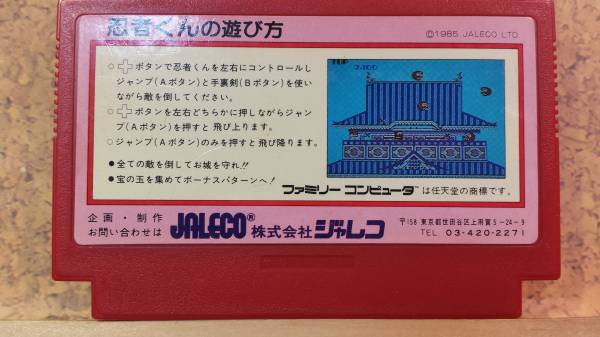 忍者くんの遊び方
©1985 JALECO LTD.
○ボタンで忍者くんを左右にコントロールし
ジャンプ(Aボタン)と手裏剣(Bボタン)を使い
ながら敵を倒してください。
○ボタンを左右どちらかに押しながらジャン
プ(Aボタン)を押すと飛び上ります。
○ジャンプ(Aボタン)のみを押すと飛び降ります。
●全ての敵を倒してお城を守れ!!
●宝の玉を集めてボーナスパターンへ!
ファミリー コンピュータ は任天堂の商標です。
企画・制作
お問い合わせは JALECO® 株式会社 ジャレコ
〒158 東京都世田谷区上用賀5-24-9
TEL 03-420-2271